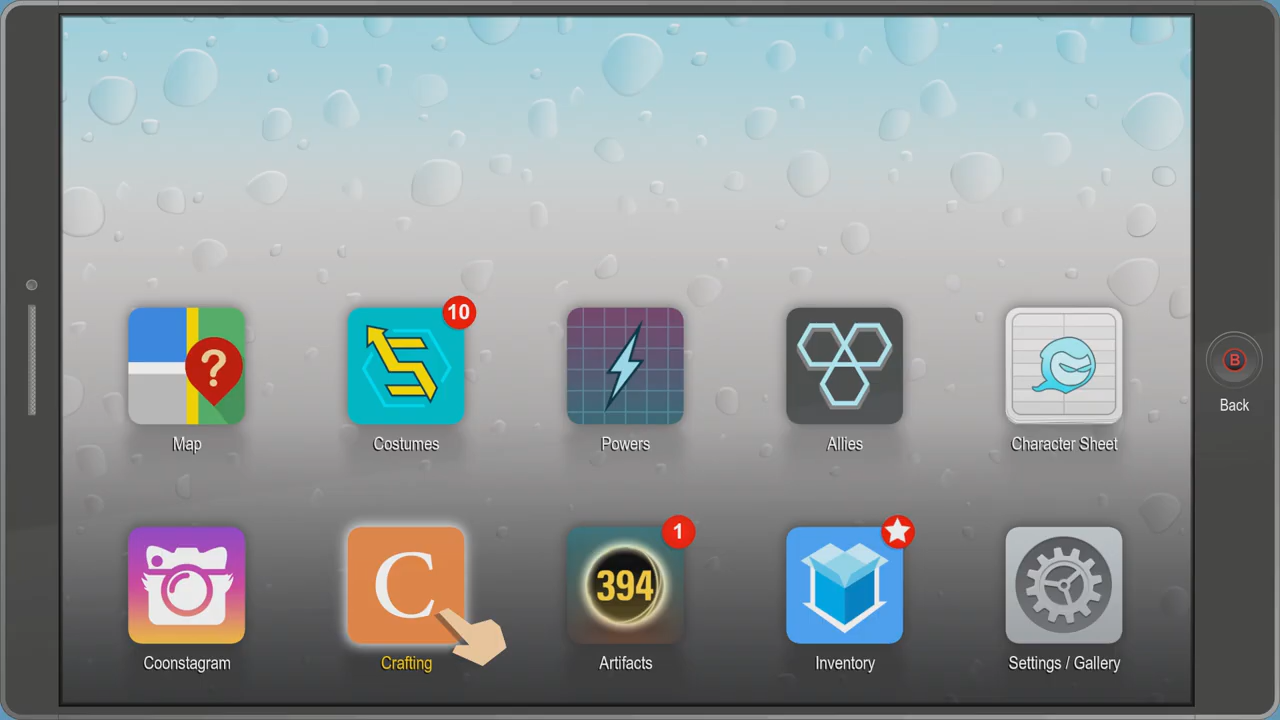 10
Map
Costumes
Powers
Allies
Character Sheet
B
Back
?
C
1
394
Coonstagram
Crafting
Artifacts
Inventory
Settings / Gallery